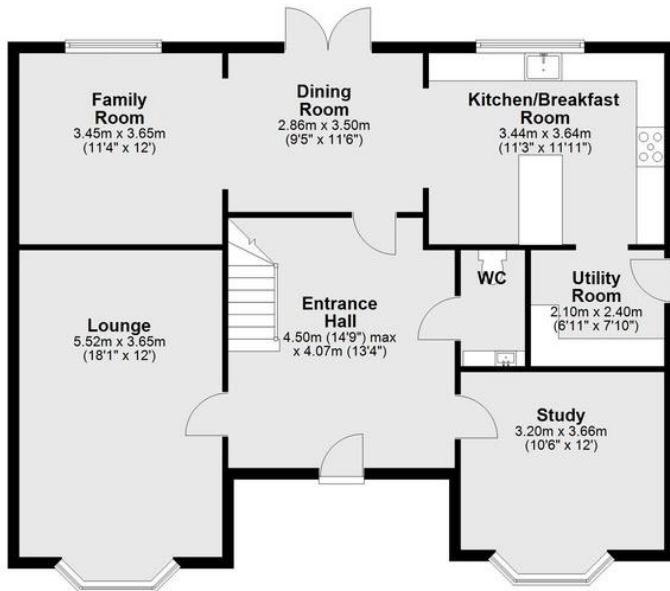 Family
Room
3.45m x 3.65m
(11'4" x 12')
Dining
Room
2.86m x 3.50m
(9'5" x 11'6")
Kitchen/Breakfast
Room
3.44m x 3.64m
(11'3" x 11'11")
Lounge
5.52m x 3.65m
(18'1" x 12')
Entrance
Hall
4.50m (14'9") max
x 4.07m (13'4")
WC
Utility
Room
2.10m x 2.40m
(6'11" x 7'10")
Study
3.20m x 3.66m
(10'6" x 12')